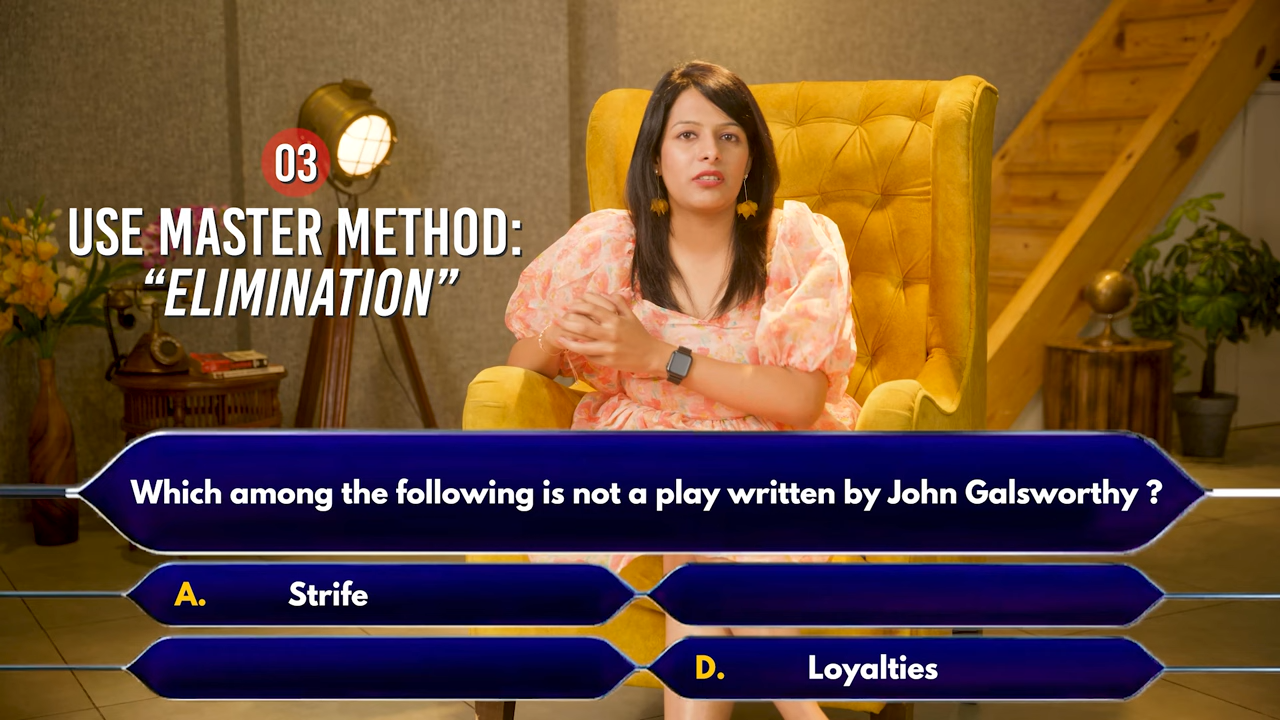 03
USE MASTER METHOD:
“ELIMINATION”
Which among the following is not a play written by John Galsworthy ?
A. Strife
D. Loyalties